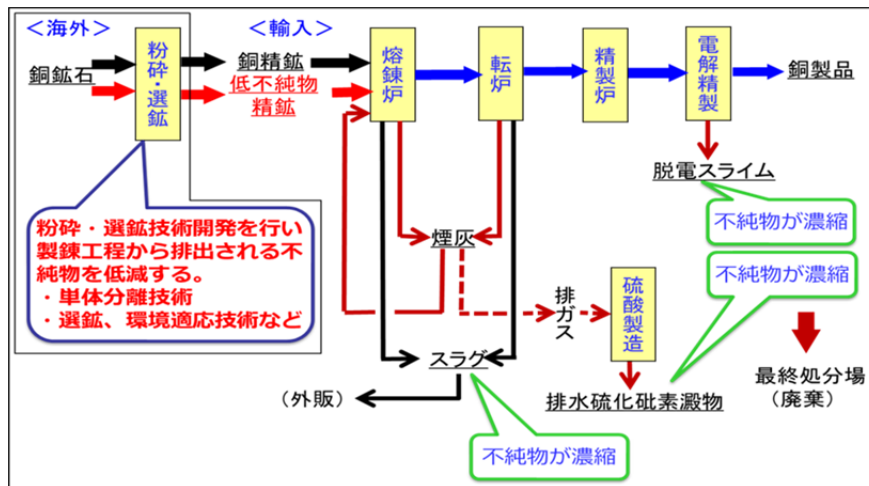 ＜海外＞
＜輸入＞
銅鉱石
粉砕・選鉱
銅精鉱
低不純物
精鉱
熔錬炉
転炉
精製炉
電解精製
銅製品
脱電スライム
不純物が濃縮
粉砕・選鉱技術開発を行い
製錬工程から排出される不
純物を低減する。
・単体分離技術
・選鉱、環境適応技術など
煙灰
排ガス
硫酸製造
不純物が濃縮
スラグ
（外販）
排水硫化砒素澱物
最終処分場
（廃棄）
不純物が濃縮